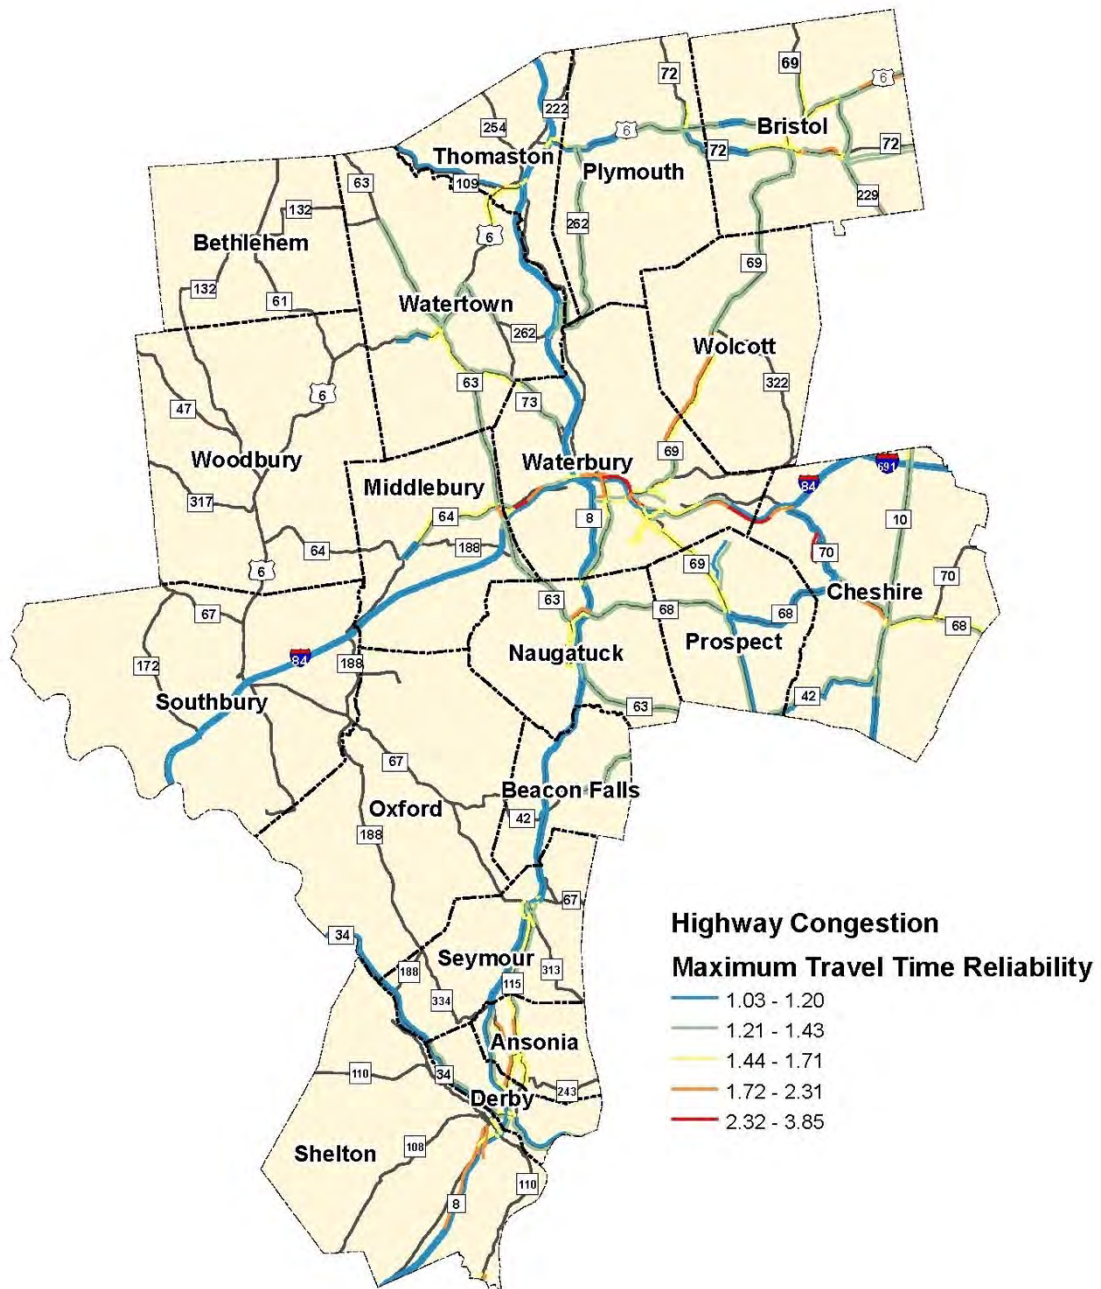 69
72
6
222
254
6
Bristol
Thomaston
72
72
Plymouth
63
109
229
132
262
Bethlehem
6
69
132
61
Watertown
262
Wolcott
6
63
322
47
73
69
Woodbury
Waterbury
691
Middlebury
84
317
64
8
10
188
64
70
69
6
70
63
68
68
Cheshire
67
68
Prospect
Naugatuck
84
172
188
42
Southbury
63
67
Beacon Falls
Oxford
42
188
67
34
Highway Congestion
Seymour
188
313
Maximum Travel Time Reliability
115
334
1.03 - 1.20
1.21 - 1.43
Ansonia
1.44 - 1.71
110
34
243
1.72 - 2.31
Derby
2.32 - 3.85
108
Shelton
110
8